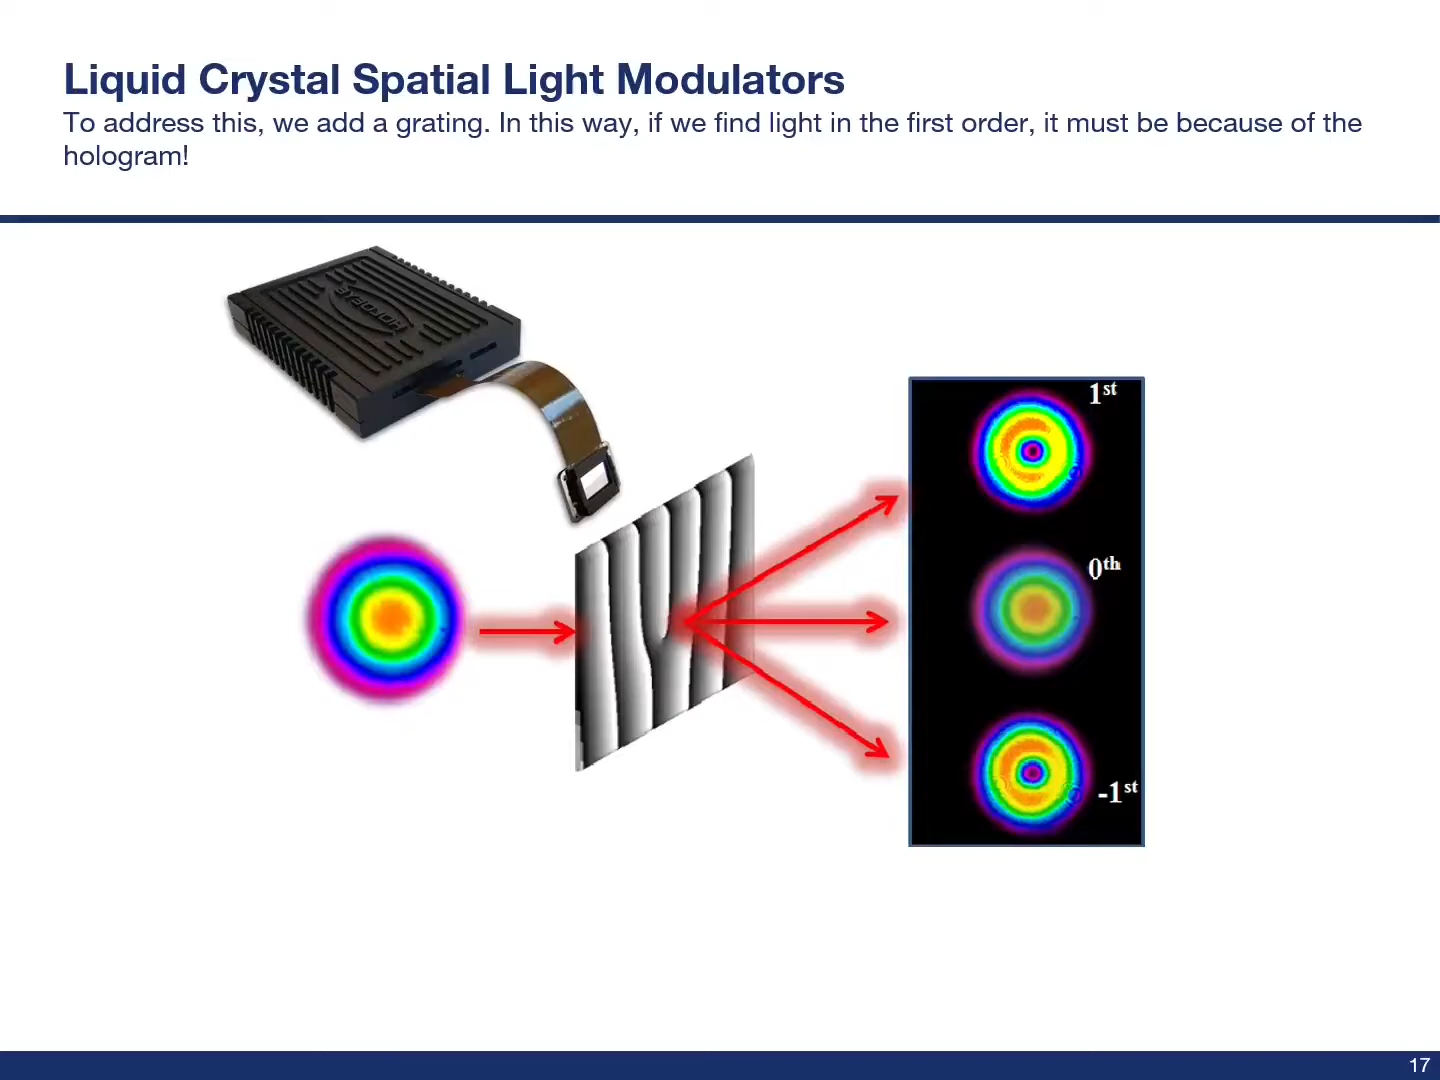 Liquid Crystal Spatial Light Modulators
To address this, we add a grating. In this way, if we find light in the first order, it must be because of the
hologram!
HOLOEYE
1st
0th
-1st
17